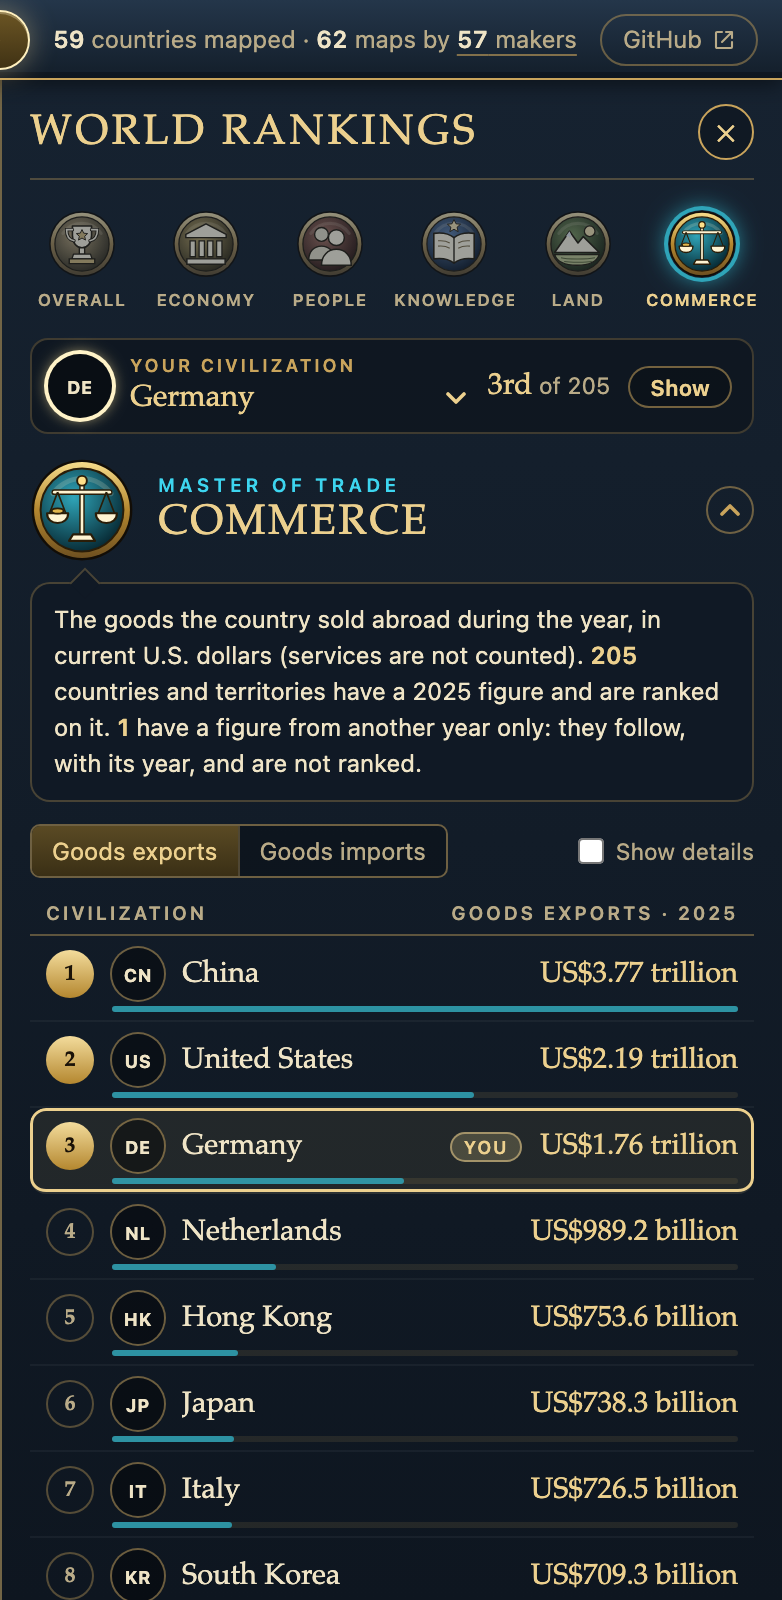 59 countries mapped · 62 maps by 57 makers
GitHub
WORLD RANKINGS
OVERALL
ECONOMY
PEOPLE
KNOWLEDGE
LAND
COMMERCE
DE
YOUR CIVILIZATION
Germany
3rd of 205
Show
MASTER OF TRADE
COMMERCE
The goods the country sold abroad during the year, in
current U.S. dollars (services are not counted). 205
countries and territories have a 2025 figure and are ranked
on it. 1 have a figure from another year only: they follow,
with its year, and are not ranked.
Goods exports
Goods imports
Show details
CIVILIZATION
GOODS EXPORTS · 2025
1 CN China US$3.77 trillion
2 US United States US$2.19 trillion
3 DE Germany YOU US$1.76 trillion
4 NL Netherlands US$989.2 billion
5 HK Hong Kong US$753.6 billion
6 JP Japan US$738.3 billion
7 IT Italy US$726.5 billion
8 KR South Korea US$709.3 billion